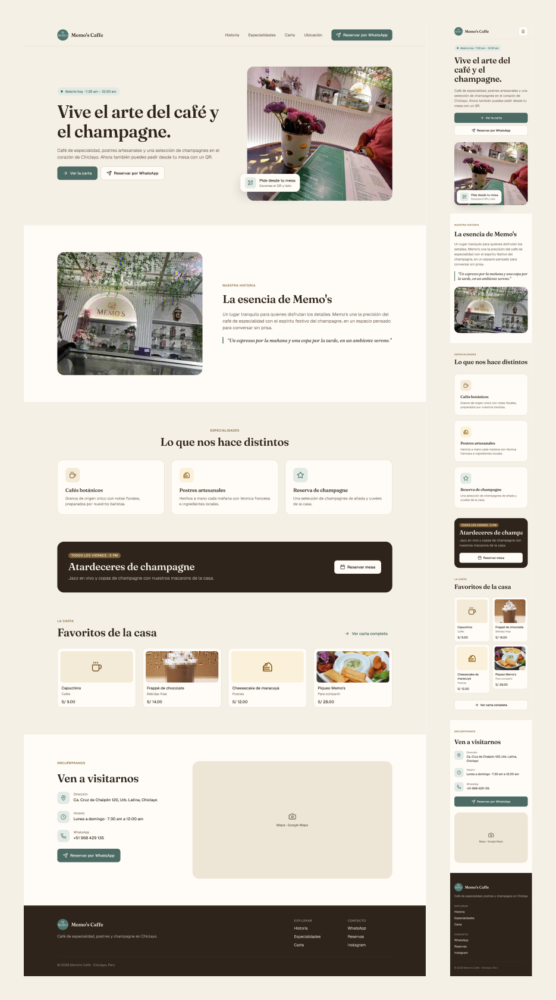 Memo's Caffe
Historia
Especialidades
Carta
Ubicación
Reservar por WhatsApp
Abierto hoy · 7:30 am – 12:00 am
Vive el arte del café y
el champagne.
Café de especialidad, postres artesanales y una selección de champagnes en el
corazón de Chiclayo. Ahora también puedes pedir desde tu mesa con un QR.
Ver la carta
Reservar por WhatsApp
Pide desde tu mesa
Escanea el QR y listo
MEMO'S
NUESTRA HISTORIA
La esencia de Memo's
Un lugar tranquilo para quienes disfrutan los detalles. Memo's une la precisión del
café de especialidad con el espíritu festivo del champagne, en un espacio pensado
para conversar sin prisa.
“Un espresso por la mañana y una copa por la tarde, en un ambiente sereno.”
ESPECIALIDADES
Lo que nos hace distintos
Cafés botánicos
Granos de origen único con notas florales,
preparados por nuestros baristas.
Postres artesanales
Hechos a mano cada mañana con técnica francesa
e ingredientes locales.
Reserva de champagne
Una selección de champagnes de añada y cuvées
de la casa.
TODOS LOS VIERNES · 5 PM
Atardeceres de champagne
Jazz en vivo y copas de champagne con nuestros macarons de la casa.
Reservar mesa
LA CARTA
Favoritos de la casa
Ver carta completa
Capuchino
Cafés
S/ 9.00
Frappé de chocolate
Bebidas frías
S/ 14.00
Cheesecake de maracuyá
Postres
S/ 12.00
Piqueo Memo's
Para compartir
S/ 28.00
ENCUÉNTRANOS
Ven a visitarnos
Dirección
Ca. Cruz de Chalpón 120, Urb. Latina, Chiclayo
Horario
Lunes a domingo · 7:30 am a 12:00 am
WhatsApp
+51 968 429 135
Reservar por WhatsApp
Mapa · Google Maps
Memo's Caffe
Café de especialidad, postres y champagne en Chiclayo.
EXPLORAR
Historia
Especialidades
Carta
CONTACTO
WhatsApp
Reservas
Instagram
© 2026 Memo's Caffe · Chiclayo, Perú
Memo's Caffe
Abierto hoy · 7:30 am – 12:00 am
Vive el arte del
café y el
champagne.
Café de especialidad, postres artesanales y una
selección de champagnes en el corazón de
Chiclayo. Ahora también puedes pedir desde tu
mesa con un QR.
Ver la carta
Reservar por WhatsApp
Pide desde tu mesa
Escanea el QR y listo
NUESTRA HISTORIA
La esencia de Memo's
Un lugar tranquilo para quienes disfrutan los
detalles. Memo's une la precisión del café de
especialidad con el espíritu festivo del
champagne, en un espacio pensado para
conversar sin prisa.
“Un espresso por la mañana y una copa por
la tarde, en un ambiente sereno.”
MEMO'S
ESPECIALIDADES
Lo que nos hace distintos
Cafés botánicos
Granos de origen único con notas florales,
preparados por nuestros baristas.
Postres artesanales
Hechos a mano cada mañana con técnica
francesa e ingredientes locales.
Reserva de champagne
Una selección de champagnes de añada y
cuvées de la casa.
TODOS LOS VIERNES · 5 PM
Atardeceres de champa
Jazz en vivo y copas de champagne con
nuestros macarons de la casa.
Reservar mesa
LA CARTA
Favoritos de la casa
Capuchino
Cafés
S/ 9.00
Frappé de chocolate
Bebidas frías
S/ 14.00
Cheesecake de
maracuyá
Postres
S/ 12.00
Piqueo Memo's
Para compartir
S/ 28.00
Ver carta completa
ENCUÉNTRANOS
Ven a visitarnos
Dirección
Ca. Cruz de Chalpón 120, Urb. Latina,
Chiclayo
Horario
Lunes a domingo · 7:30 am a 12:00 am
WhatsApp
+51 968 429 135
Reservar por WhatsApp
Mapa · Google Maps
Memo's Caffe
Café de especialidad, postres y champagne en Chiclay
EXPLORAR
Historia
Especialidades
Carta
CONTACTO
WhatsApp
Reservas
Instagram
© 2026 Memo's Caffe · Chiclayo, Perú